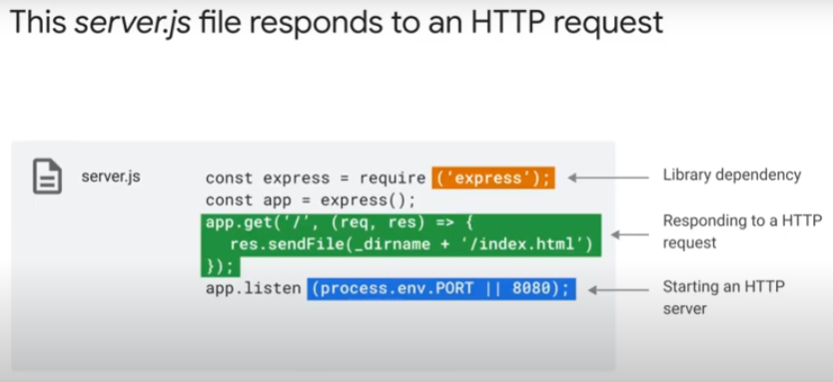 This server.js file responds to an HTTP request
server.js
const express = require ('express');
const app = express();
app.get('/', (req, res) => {
res.sendFile(_dirname + '/index.html')
});
app.listen (process.env.PORT || 8080);
Library dependency
Responding to a HTTP
request
Starting an HTTP
server